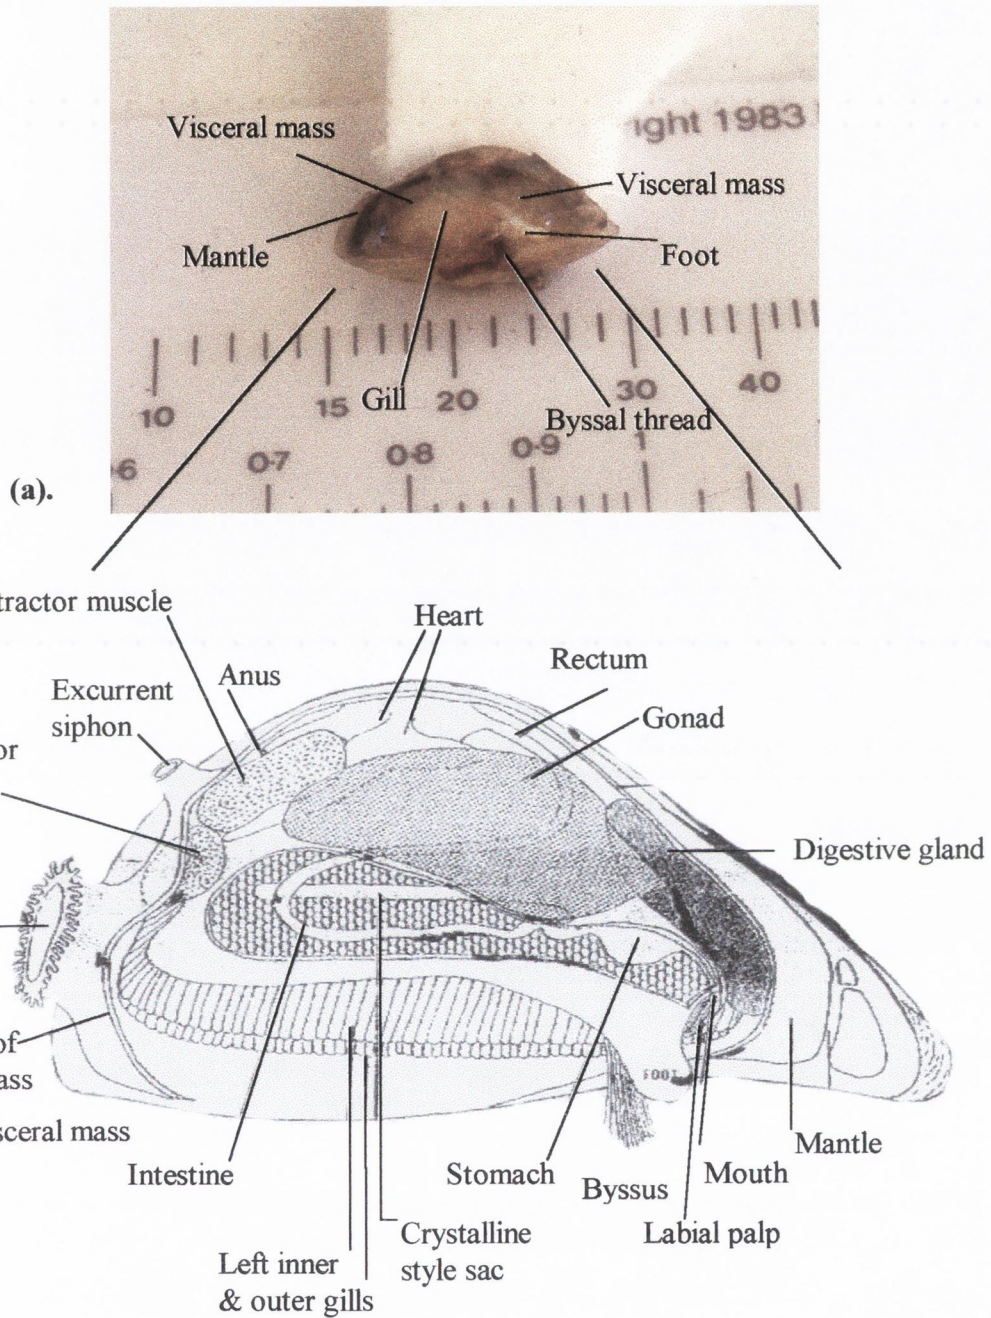 ight 1983
Visceral mass
Visceral mass
Mantle
Foot
Gill
Byssal thread
10
15
20
30
40
6
0·7
0·8
0·9
1
(a).
tractor muscle
Heart
Rectum
Anus
Excurrent
siphon
Gonad
or
Digestive gland
of
ass
sceral mass
Mantle
Intestine
Stomach
Mouth
Byssus
Labial palp
Crystalline
style sac
Left inner
& outer gills